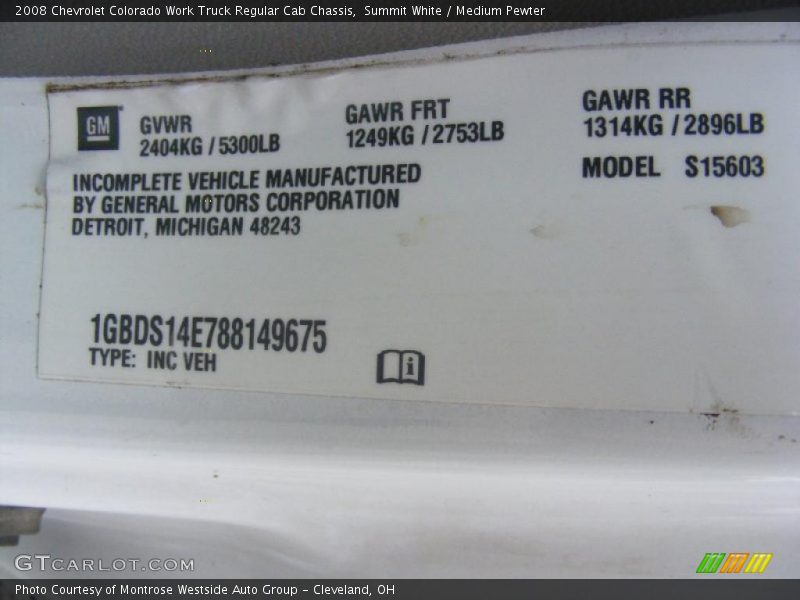 2008 Chevrolet Colorado Work Truck Regular Cab Chassis,  Summit White / Medium Pewter
GM
GVWR
2404KG / 5300LB
GAWR FRT
1249KG / 2753LB
GAWR RR
1314KG / 2896LB
MODEL S15603
INCOMPLETE VEHICLE MANUFACTURED
BY GENERAL MOTORS CORPORATION
DETROIT, MICHIGAN 48243
1GBDS14E788149675
TYPE: INC VEH
i
GTCARLOT.COM
Photo Courtesy of Montrose Westside Auto Group - Cleveland, OH